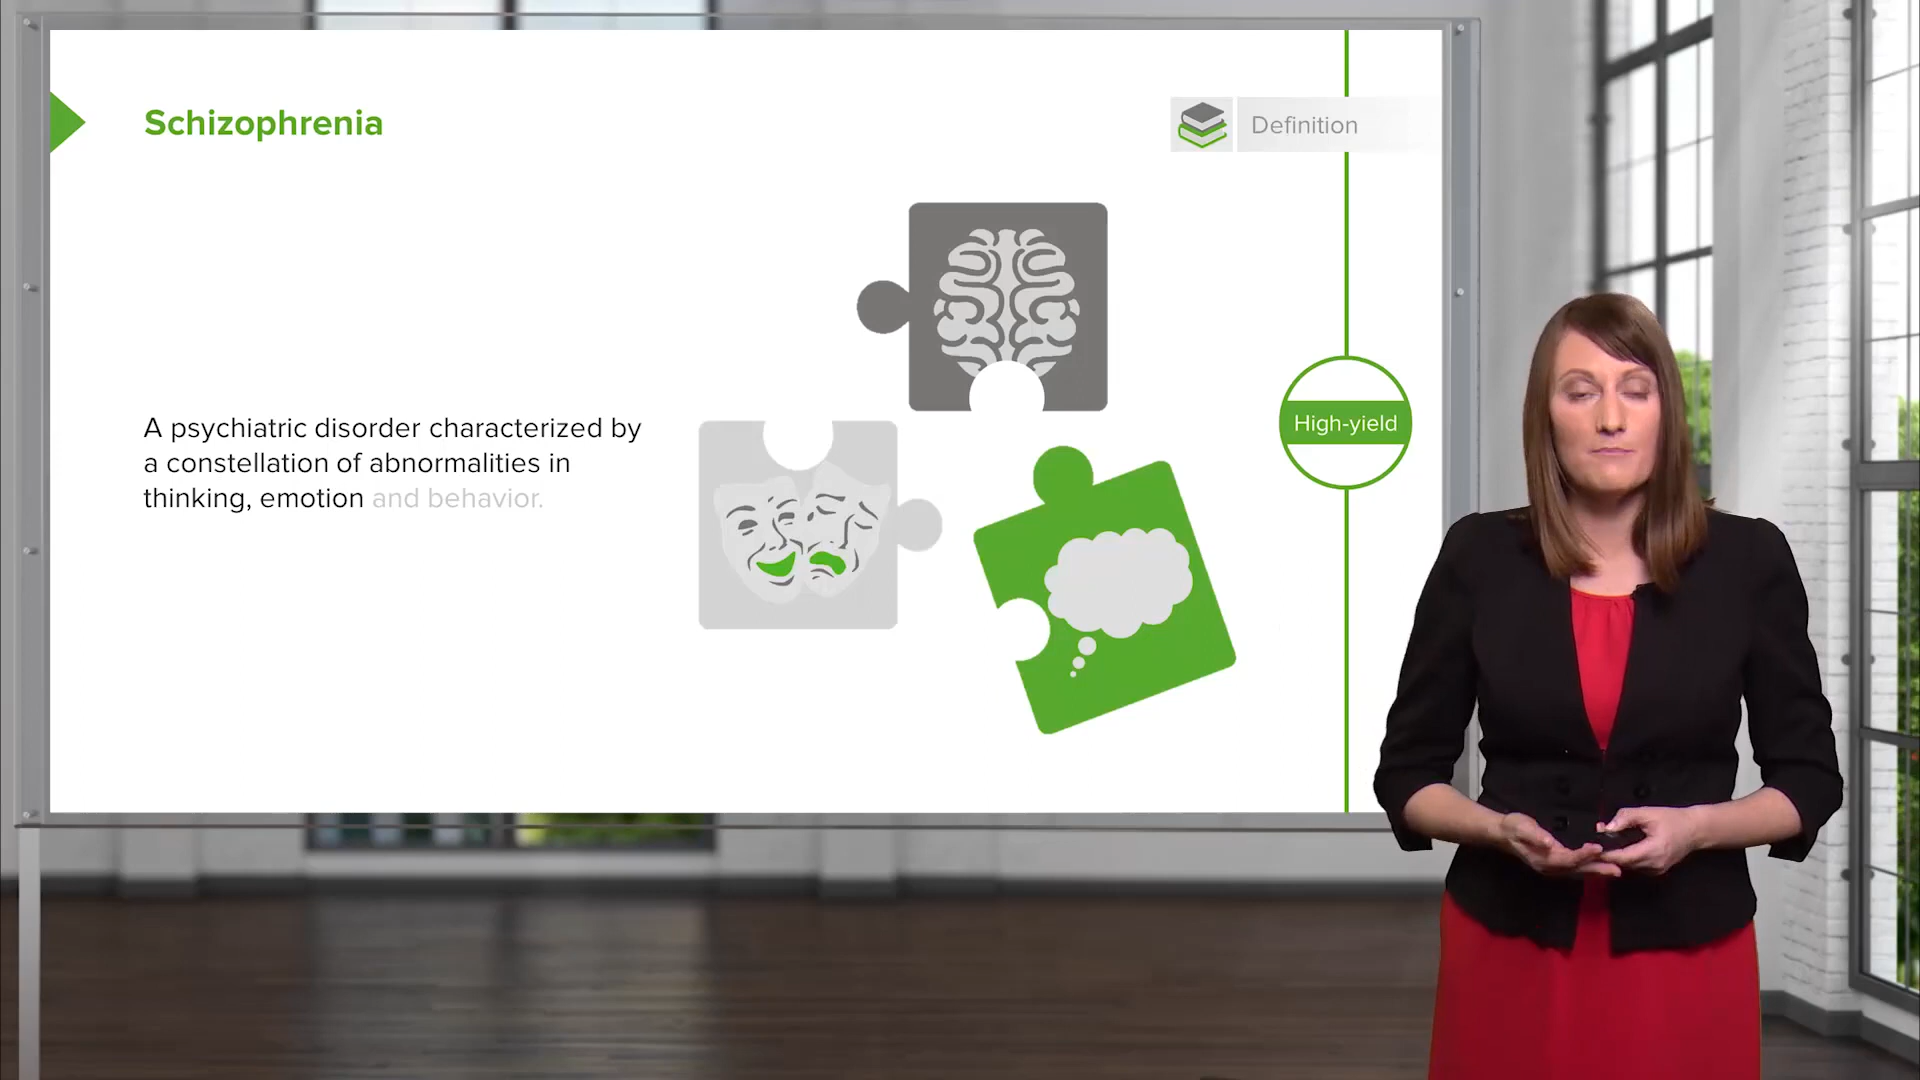 Schizophrenia
Definition
A psychiatric disorder characterized by
a constellation of abnormalities in
thinking, emotion and behavior.
High-yield